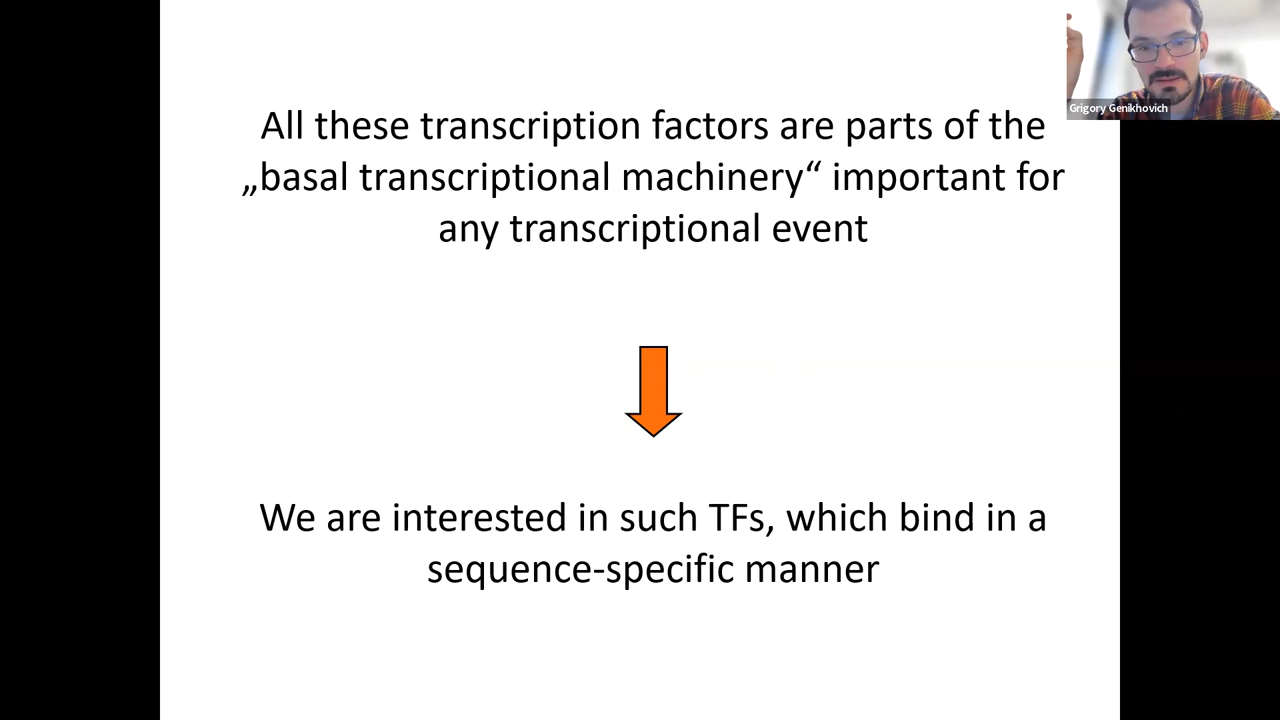 Grigory Genikhovich
All these transcription factors are parts of the
„basal transcriptional machinery“ important for
any transcriptional event
We are interested in such TFs, which bind in a
sequence-specific manner